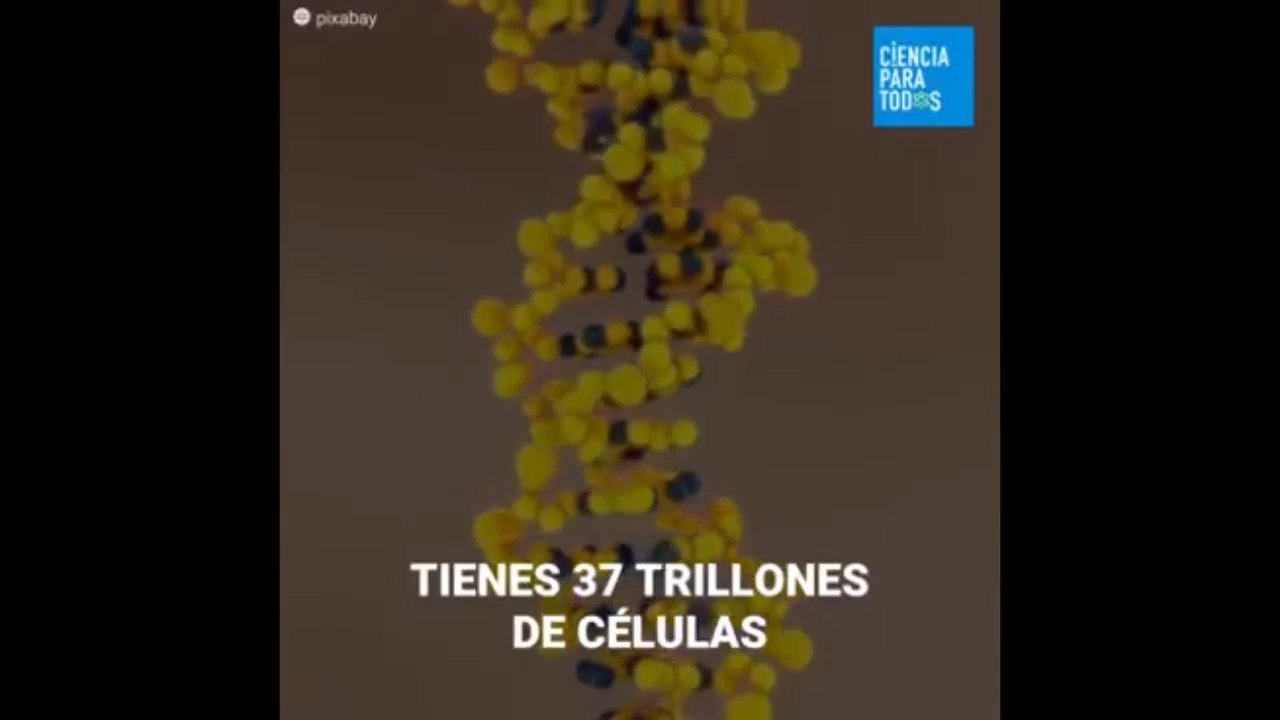 pixabay
CIENCIA
PARA
TODOS
TIENES 37 TRILLONES
DE CÉLULAS